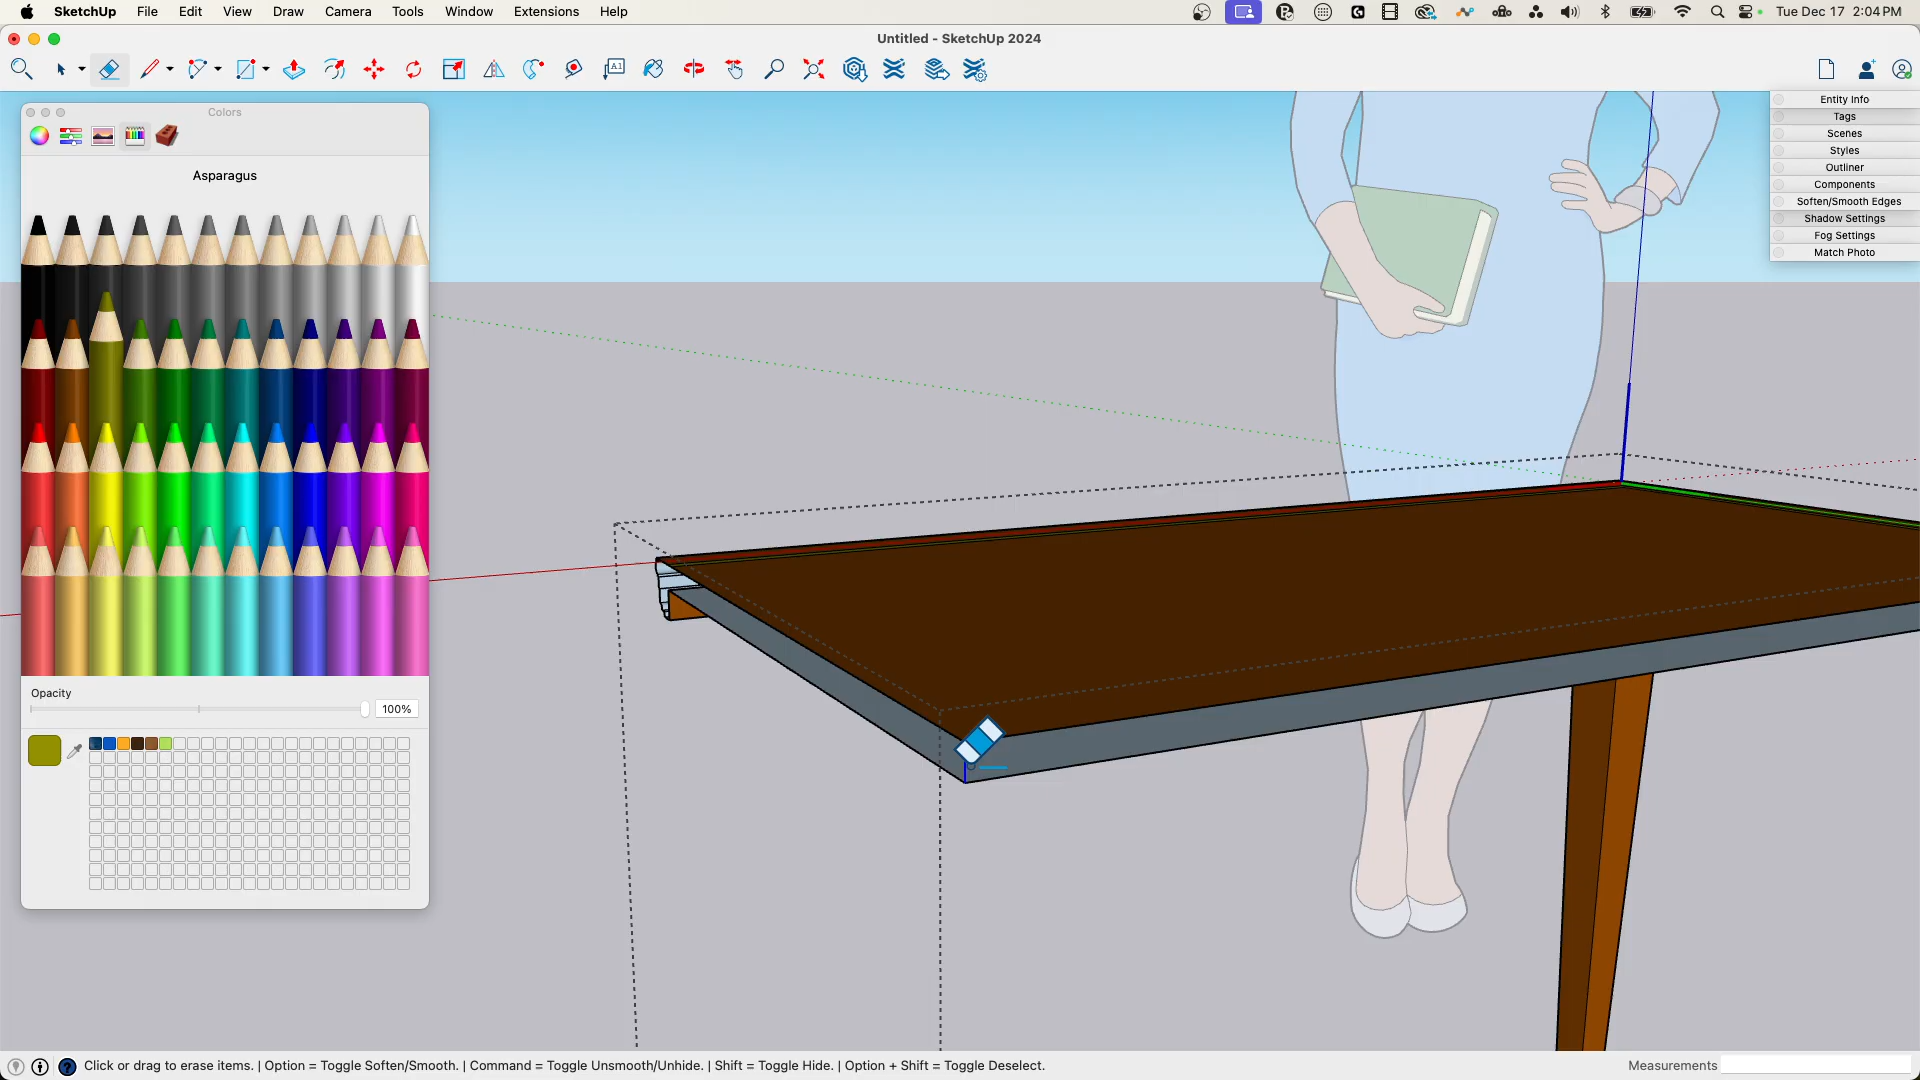 SketchUp File Edit View Draw Camera Tools Window Extensions Help Tue Dec 17 2:04 PM
Untitled - SketchUp 2024
A1
Colors
Asparagus
Opacity
100%
Entity Info
Tags
Scenes
Styles
Outliner
Components
Soften/Smooth Edges
Shadow Settings
Fog Settings
Match Photo
Click or drag to erase items. | Option = Toggle Soften/Smooth. | Command = Toggle Unsmooth/Unhide. | Shift = Toggle Hide. | Option + Shift = Toggle Deselect. Measurements